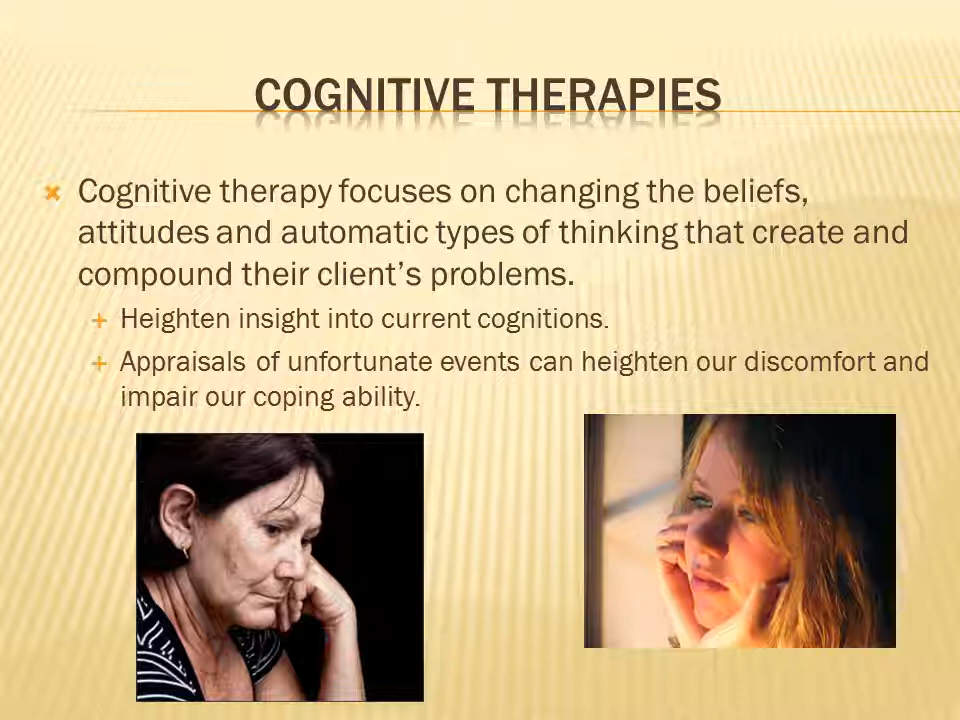 COGNITIVE THERAPIES
Cognitive therapy focuses on changing the beliefs,
attitudes and automatic types of thinking that create and
compound their client's problems.
Heighten insight into current cognitions.
Appraisals of unfortunate events can heighten our discomfort and
impair our coping ability.